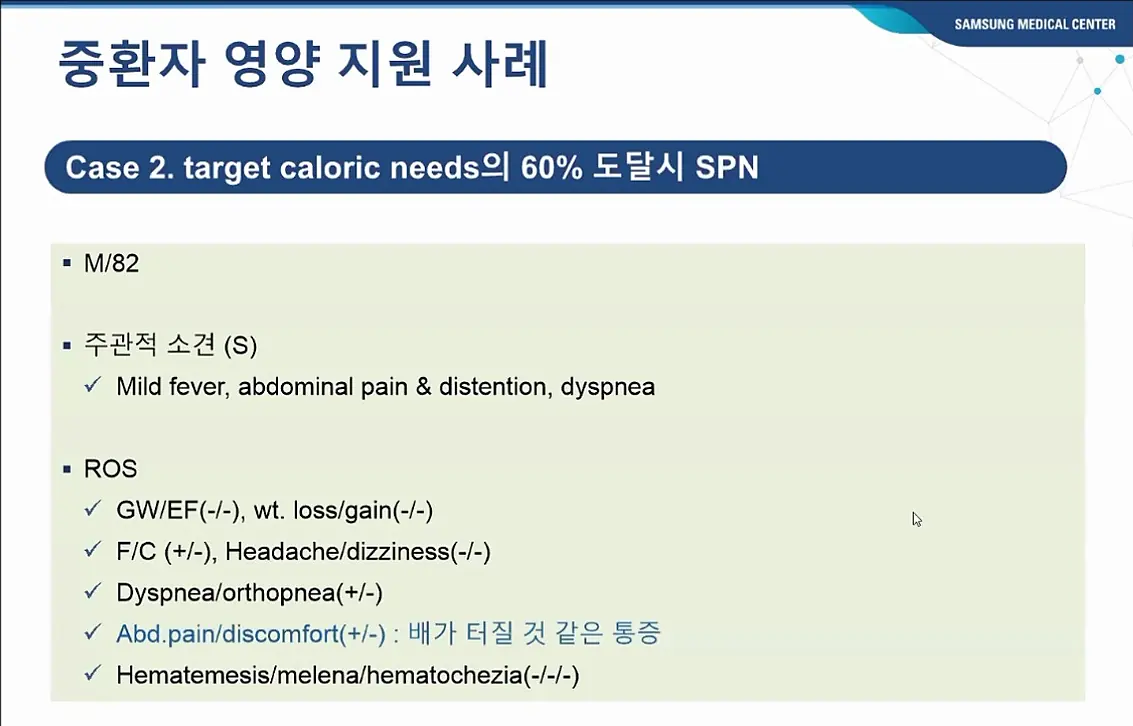 SAMSUNG MEDICAL CENTER
중환자 영양 지원 사례
Case 2. target caloric needs의 60% 도달시 SPN
▪ M/82
▪ 주관적 소견 (S)
✓ Mild fever, abdominal pain & distention, dyspnea
▪ ROS
✓ GW/EF(-/-), wt. loss/gain(-/-)
✓ F/C (+/-), Headache/dizziness(-/-)
✓ Dyspnea/orthopnea(+/-)
✓ Abd.pain/discomfort(+/-) : 배가 터질 것 같은 통증
✓ Hematemesis/melena/hematochezia(-/-/-)